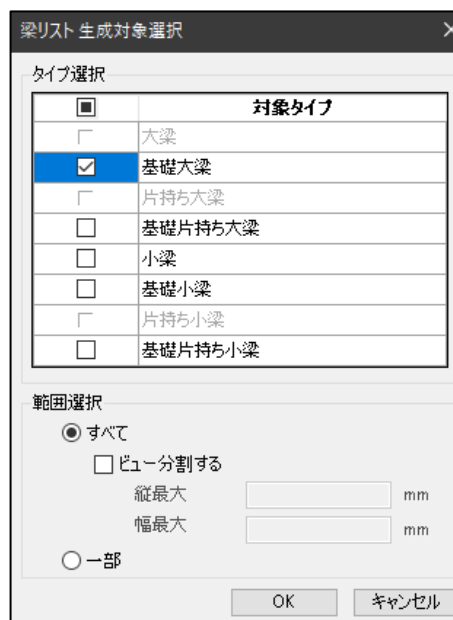 梁リスト 生成対象選択
タイプ選択
対象タイプ
大梁
基礎大梁
片持ち大梁
基礎片持ち大梁
小梁
基礎小梁
片持ち小梁
基礎片持ち小梁
範囲選択
すべて
ビュー分割する
縦最大 mm
幅最大 mm
一部
OK キャンセル